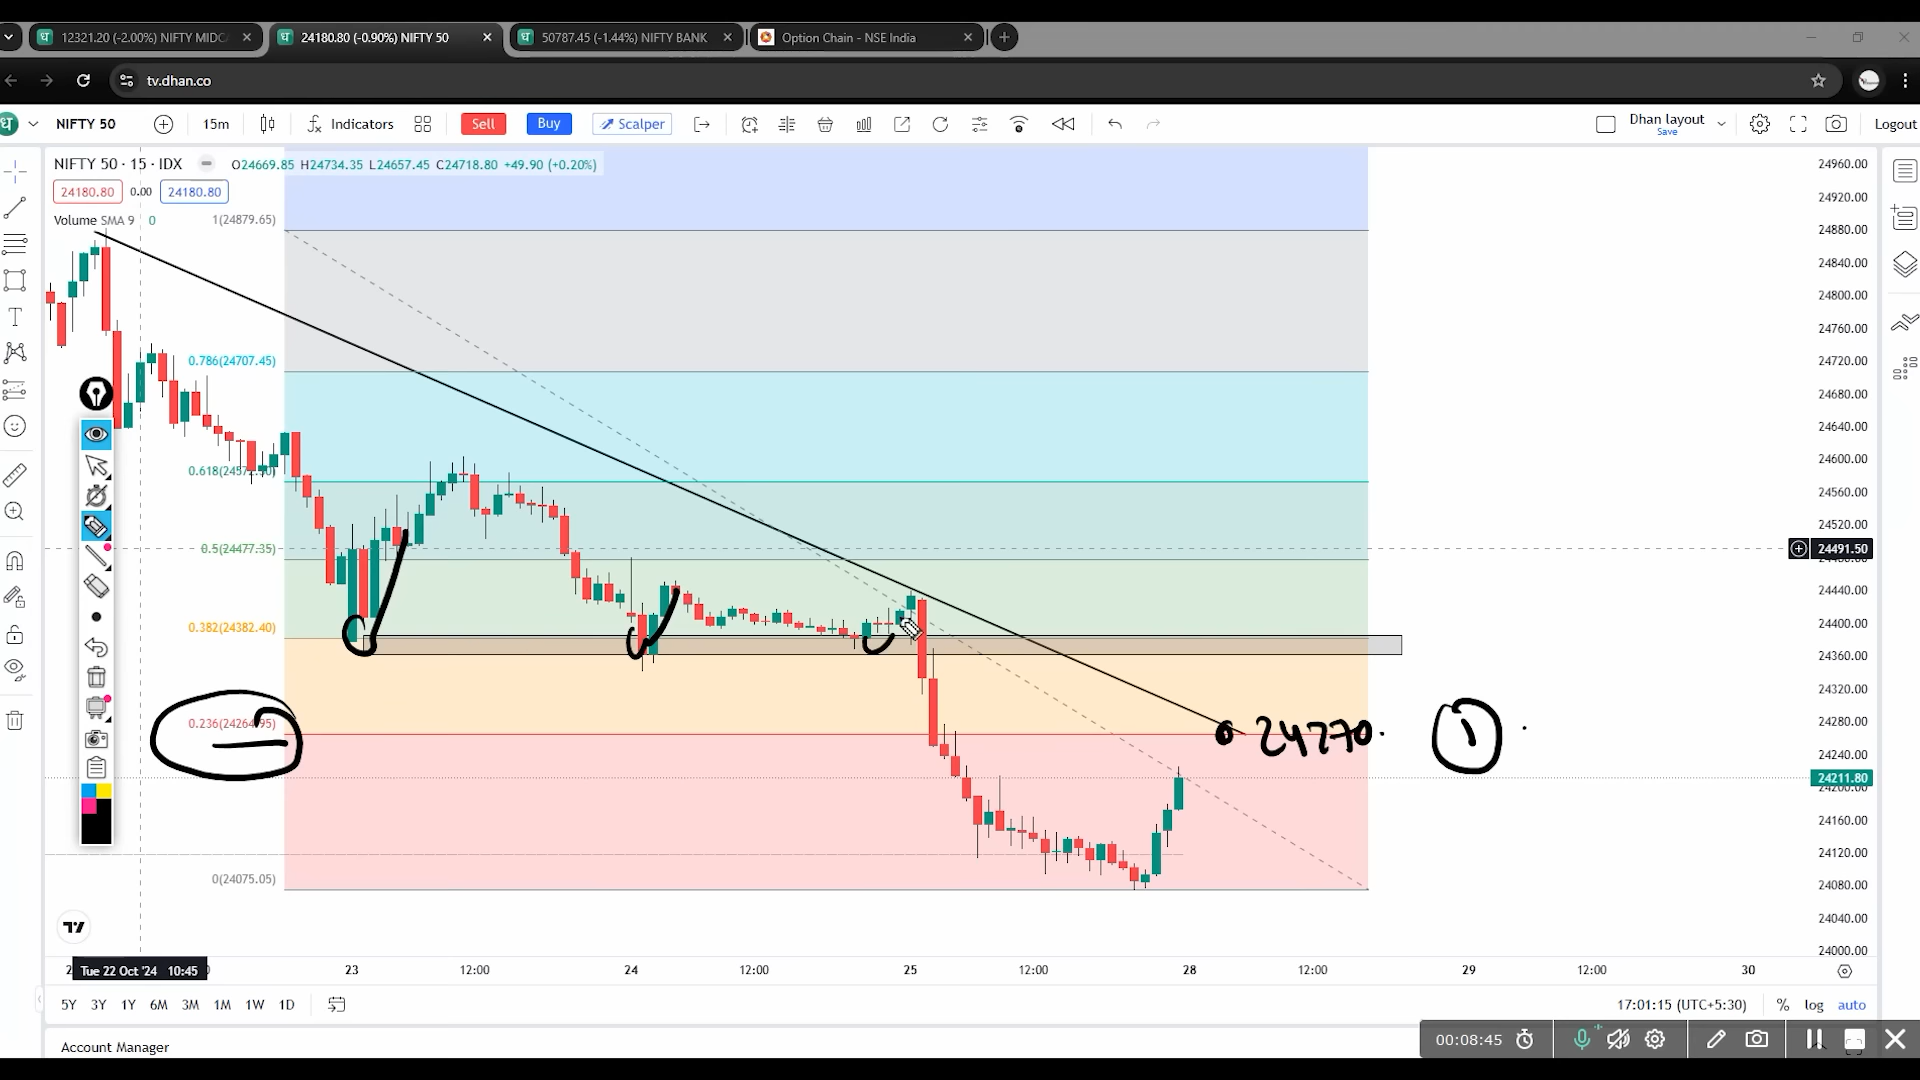 12321.20 (-2.00%) NIFTY MIDC
24180.80 (-0.90%) NIFTY 50
50787.45 (-1.44%) NIFTY BANK
Option Chain - NSE India
tv.dhan.co
NIFTY 50
15m
Indicators
Sell
Buy
Scalper
Dhan layout
Save
Logout
NIFTY 50 · 15 · IDX
O24669.85 H24734.35 L24657.45 C24718.80 +49.90 (+0.20%)
24180.80 0.00 24180.80
Volume SMA 9 0
1(24879.65)
0.786(24707.45)
0.5(24477.35)
0.382(24382.40)
0.236(24264.95)
0(24075.05)
24270.
1
24960.00
24920.00
24880.00
24840.00
24800.00
24760.00
24720.00
24680.00
24640.00
24600.00
24560.00
24520.00
24491.50
24440.00
24400.00
24360.00
24320.00
24280.00
24240.00
24211.80
24200.00
24160.00
24120.00
24080.00
24040.00
24000.00
Tue 22 Oct '24 10:45
23 12:00 24 12:00 25 12:00 28 12:00 29 12:00 30
5Y 3Y 1Y 6M 3M 1M 1W 1D
17:01:15 (UTC+5:30) % log auto
Account Manager
00:08:45